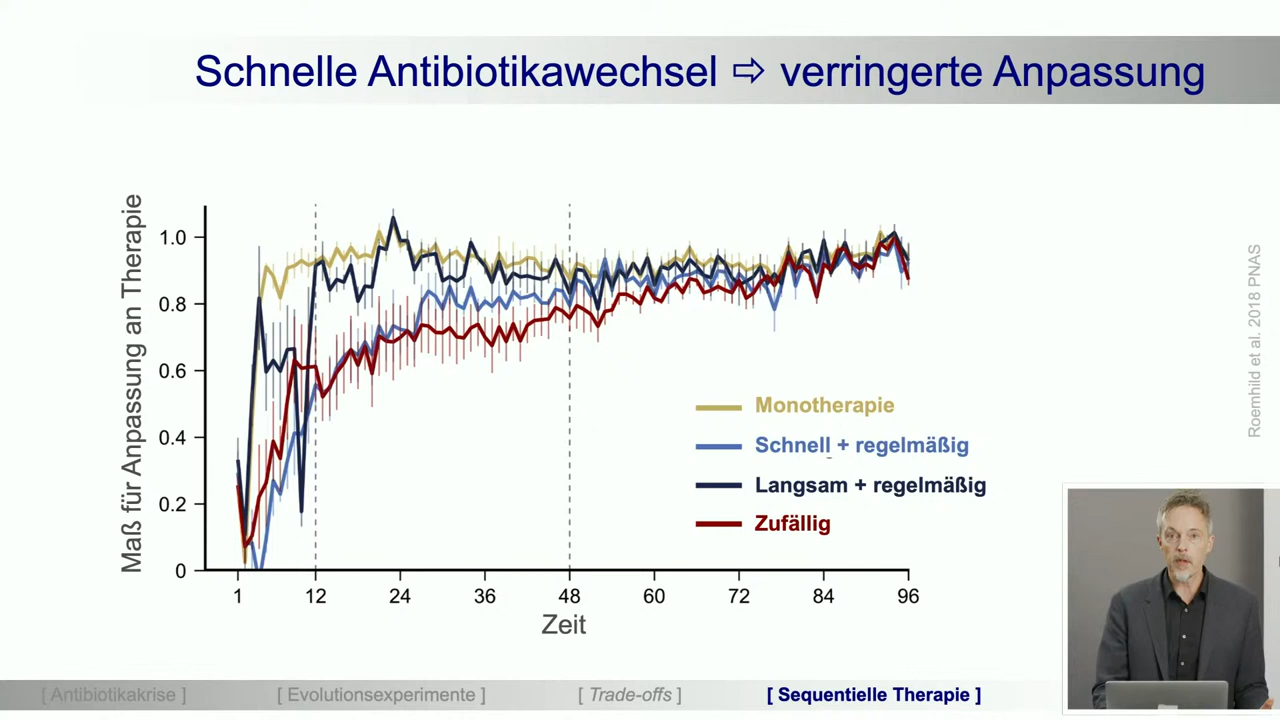 Schnelle Antibiotikawechsel ⇨ verringerte Anpassung
Maß für Anpassung an Therapie
1.0
0.8
0.6
0.4
0.2
0
1 12 24 36 48 60 72 84 96
Zeit
Monotherapie
Schnell + regelmäßig
Langsam + regelmäßig
Zufällig
Roemhild et al. 2018 PNAS
[ Antibiotikakrise ] [ Evolutionsexperimente ] [ Trade-offs ] [ Sequentielle Therapie ]